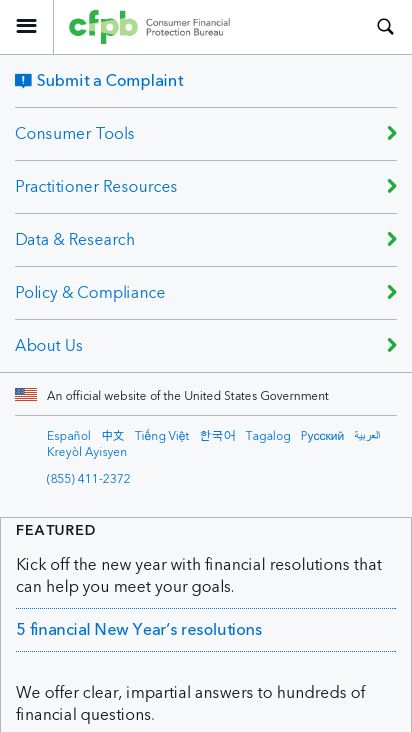 cfpb Consumer Financial
Protection Bureau
Submit a Complaint
Consumer Tools
Practitioner Resources
Data & Research
Policy & Compliance
About Us
An official website of the United States Government
Español 中文 Tiếng Việt 한국어 Tagalog Русский العربية
Kreyòl Ayisyen
(855) 411-2372
FEATURED
Kick off the new year with financial resolutions that
can help you meet your goals.
5 financial New Year’s resolutions
We offer clear, impartial answers to hundreds of
financial questions.